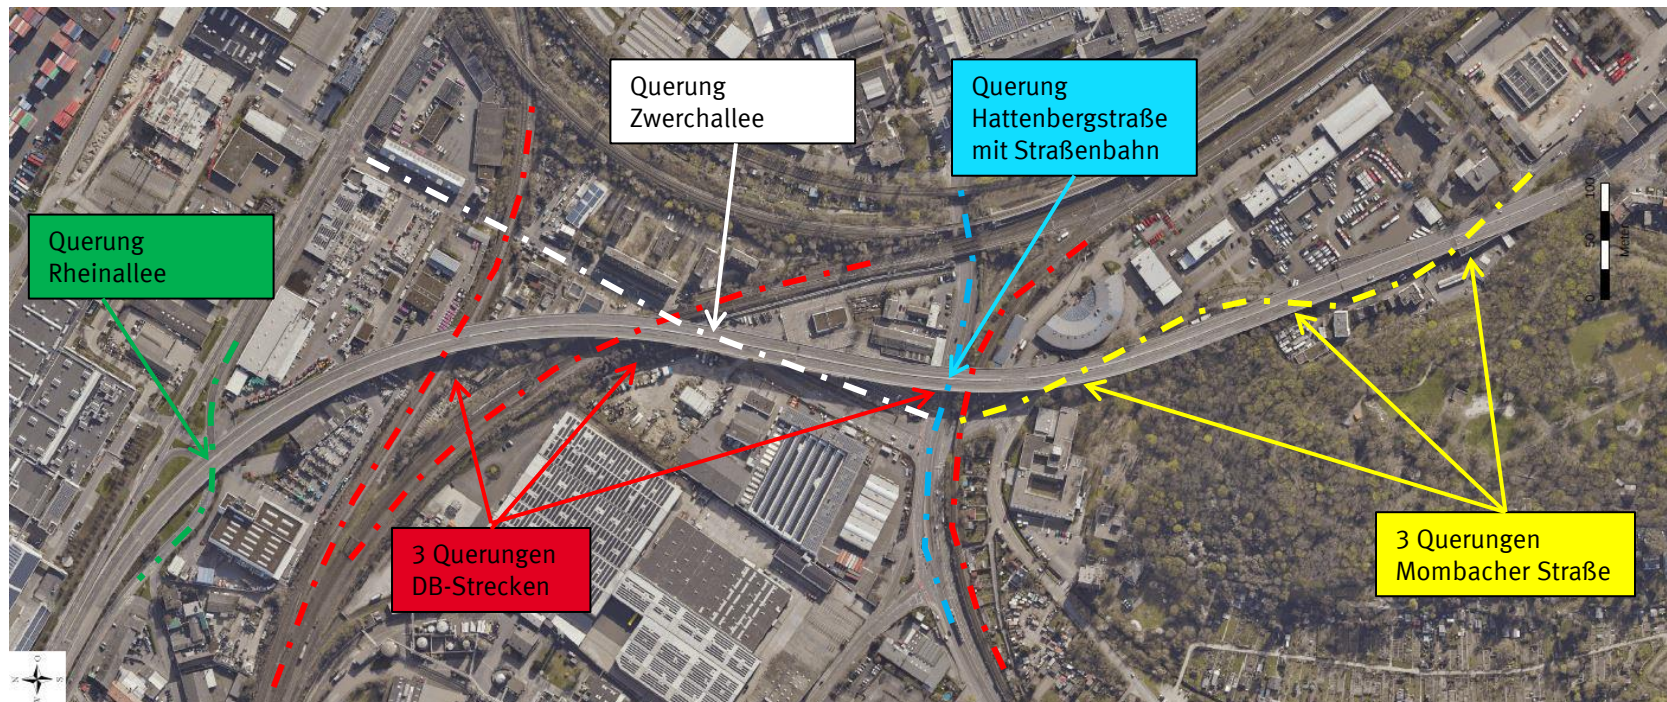 Querung
Zwerchallee
Querung
Hattenbergstraße
mit Straßenbahn
Querung
Rheinallee
3 Querungen
DB-Strecken
3 Querungen
Mombacher Straße
100
50
0
Meter
O
N
S
W